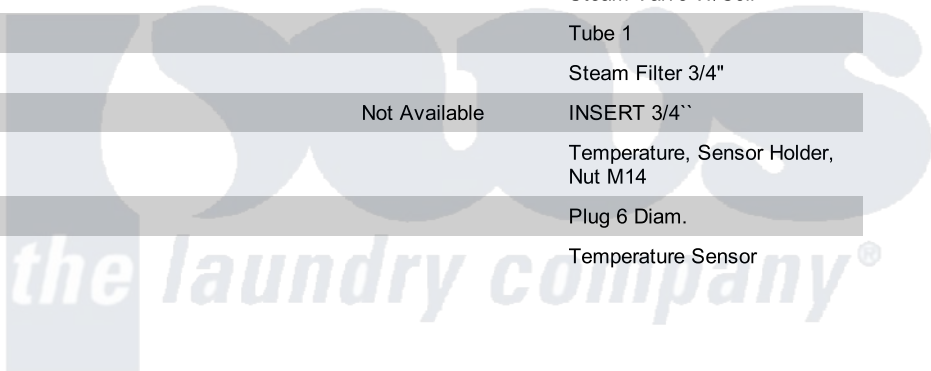 Tube 1
Steam Filter 3/4"
Not Available INSERT 3/4``
Temperature, Sensor Holder,
Nut M14
Plug 6 Diam.
Temperature Sensor
the laundry company®